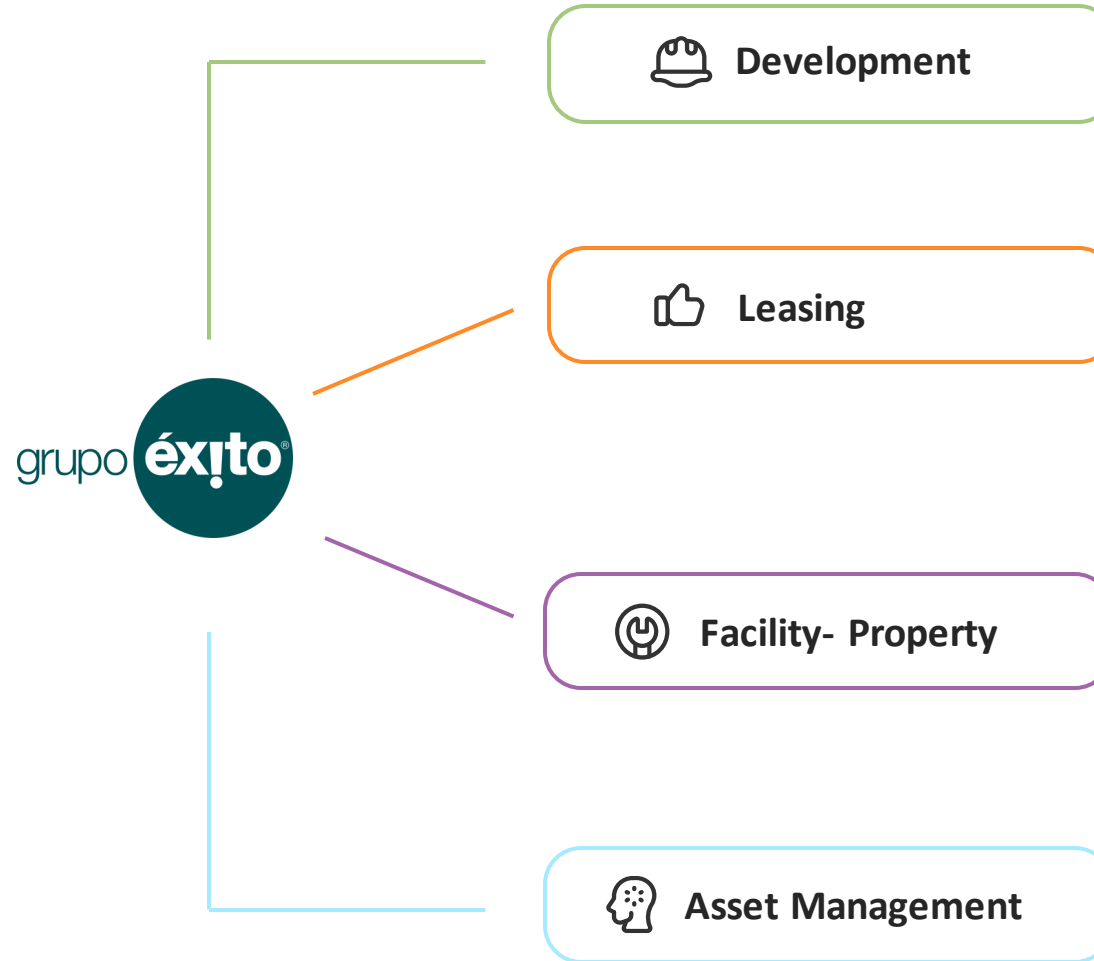 Development
Leasing
grupo éxito®
Facility- Property
Asset Management